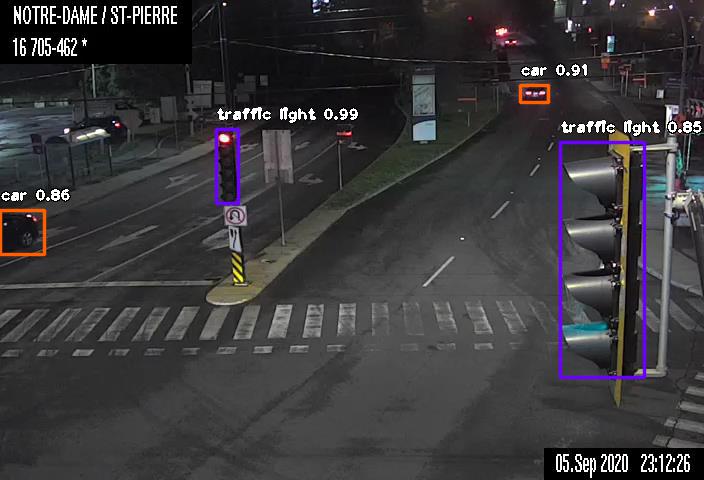 NOTRE-DAME / ST-PIERRE
16 705-462 *
car 0.91
traffic light 0.99
traffic light 0.85
car 0.86
05.Sep 2020 23:12:26